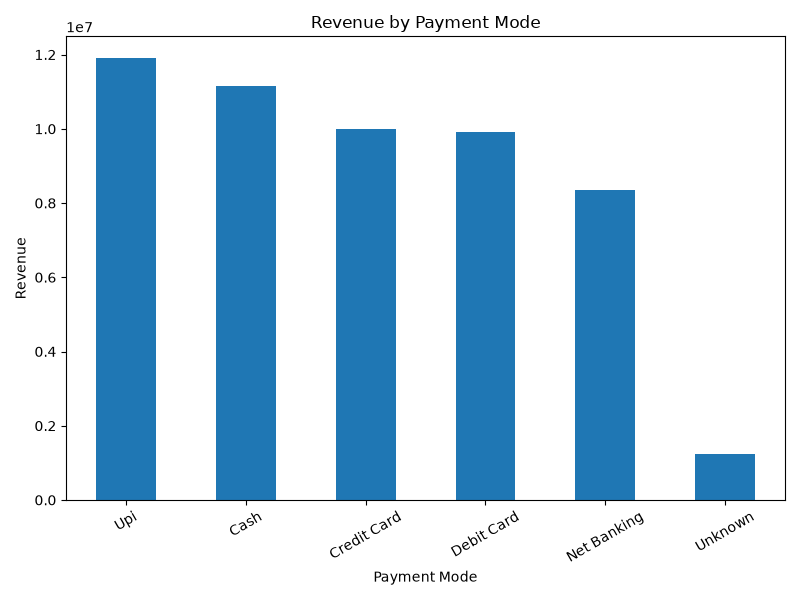 Revenue by Payment Mode
1e7
1.2
1.0
0.8
0.6
0.4
0.2
0.0
Revenue
Upi
Cash
Credit Card
Debit Card
Net Banking
Unknown
Payment Mode